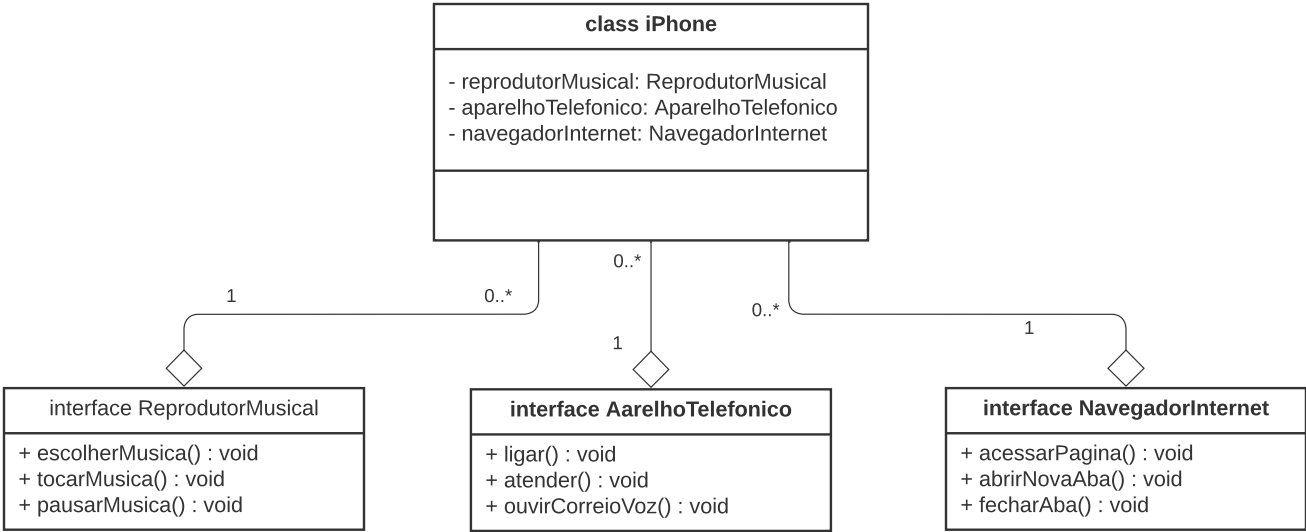 class iPhone
- reprodutorMusical: ReprodutorMusical
- aparelhoTelefonico: AparelhoTelefonico
- navegadorInternet: NavegadorInternet
0..*
1
0..*
0..*
1
1
interface ReprodutorMusical
+ escolherMusica() : void
+ tocarMusica() : void
+ pausarMusica() : void
interface AarelhoTelefonico
+ ligar() : void
+ atender() : void
+ ouvirCorreioVoz() : void
interface NavegadorInternet
+ acessarPagina() : void
+ abrirNovaAba() : void
+ fecharAba() : void